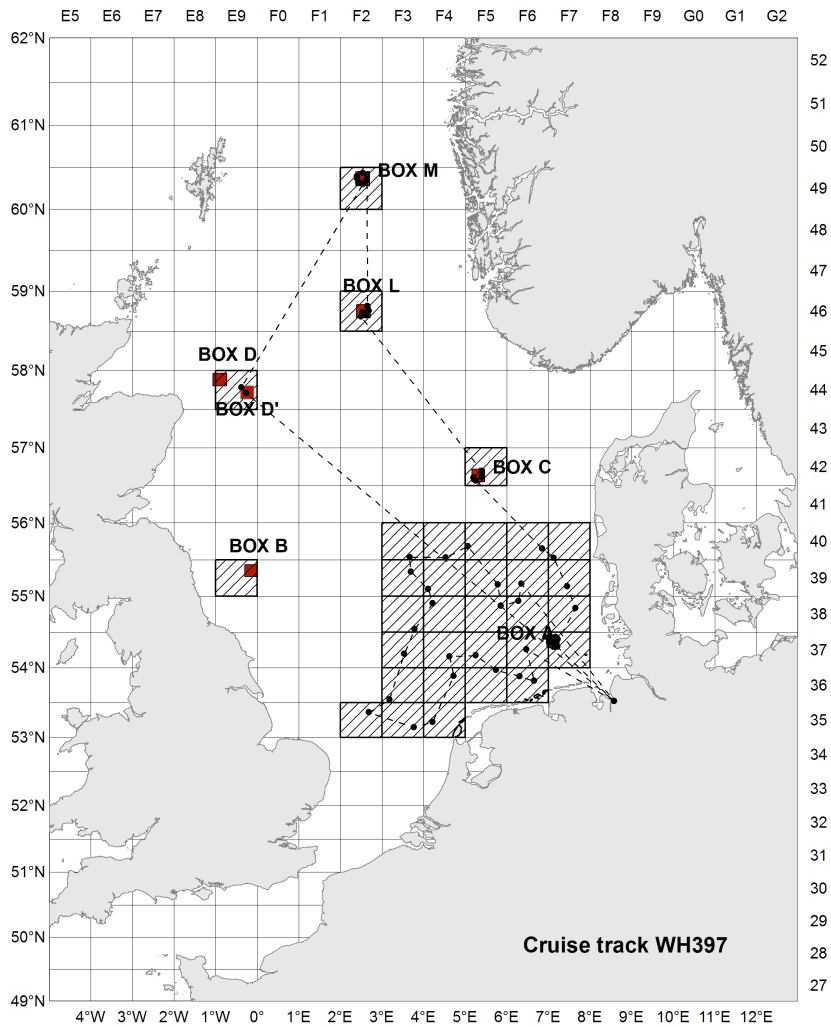 E5 E6 E7 E8 E9 F0 F1 F2 F3 F4 F5 F6 F7 F8 F9 G0 G1 G2
62°N
52
51
61°N
50
BOX M
49
60°N
48
47
59°N
BOX L
46
45
BOX D
58°N
44
BOX D'
43
57°N
BOX C
42
41
56°N
40
BOX B
39
55°N
38
BOX A
37
54°N
36
35
53°N
34
33
52°N
32
31
51°N
30
29
50°N
Cruise track WH397
28
27
49°N
4°W 3°W 2°W 1°W 0° 1°E 2°E 3°E 4°E 5°E 6°E 7°E 8°E 9°E 10°E 11°E 12°E